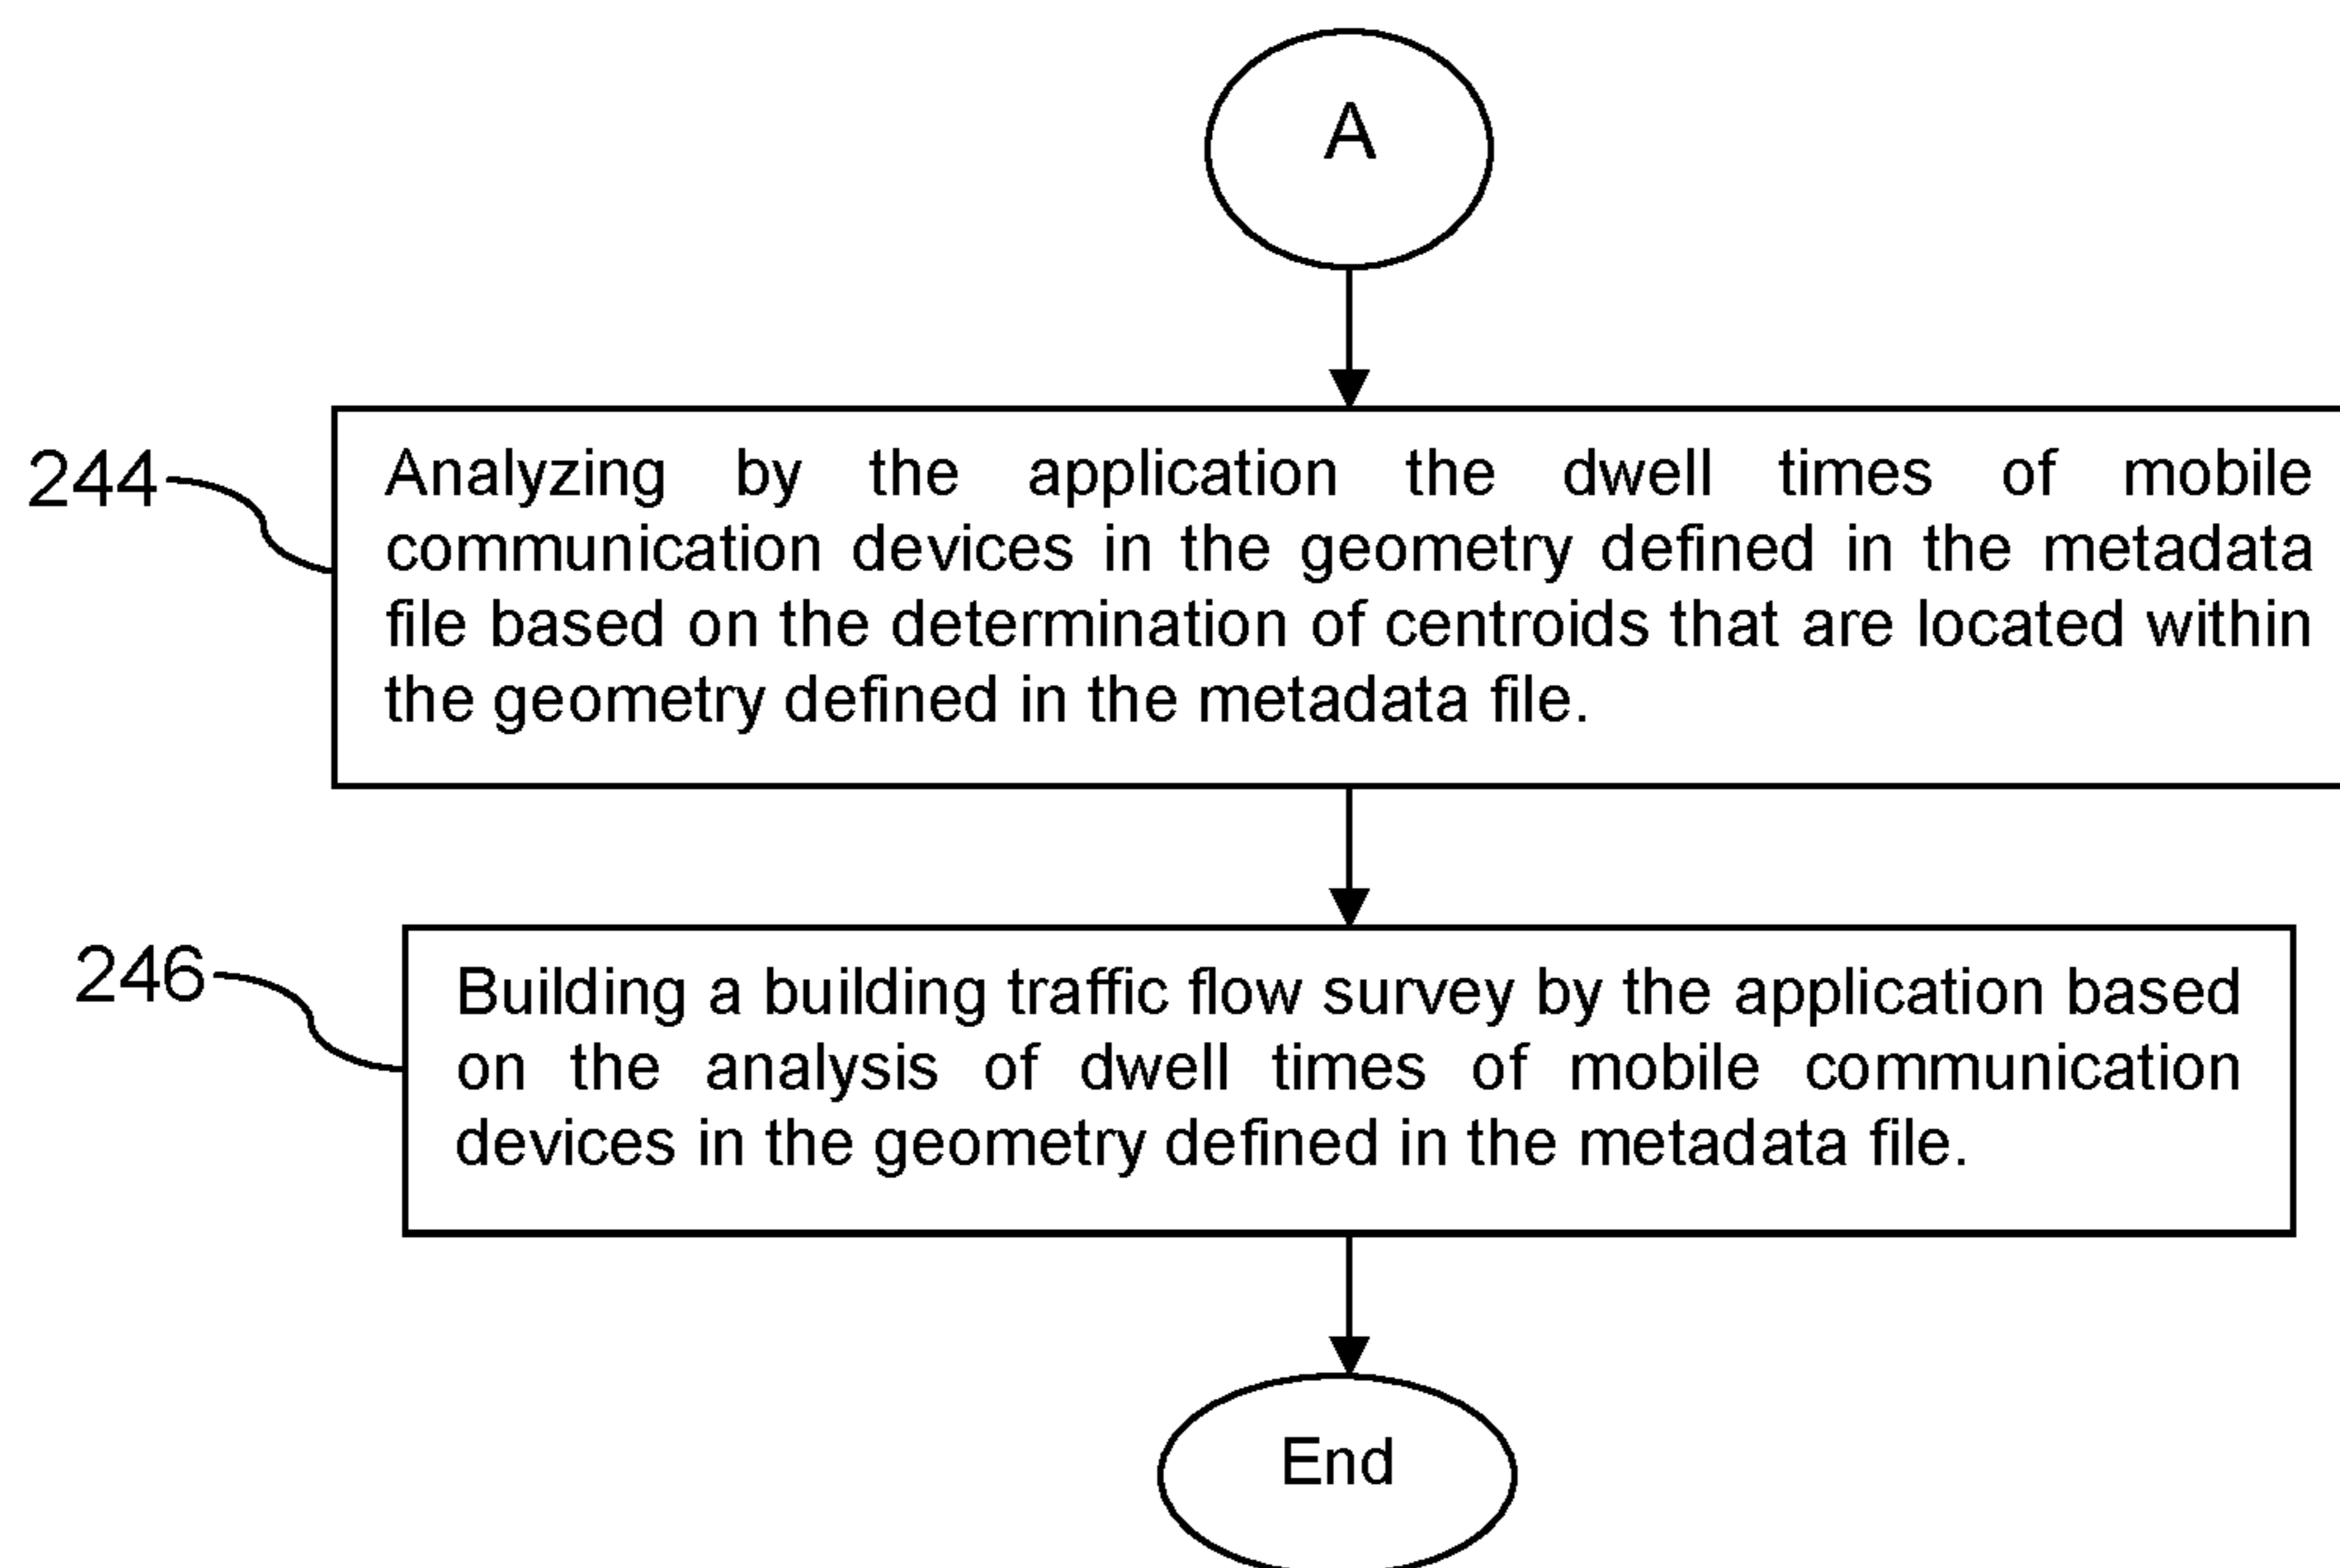 A
244
Analyzing by the application the dwell times of mobile
communication devices in the geometry defined in the metadata
file based on the determination of centroids that are located within
the geometry defined in the metadata file.
246
Building a building traffic flow survey by the application based
on the analysis of dwell times of mobile communication
devices in the geometry defined in the metadata file.
End